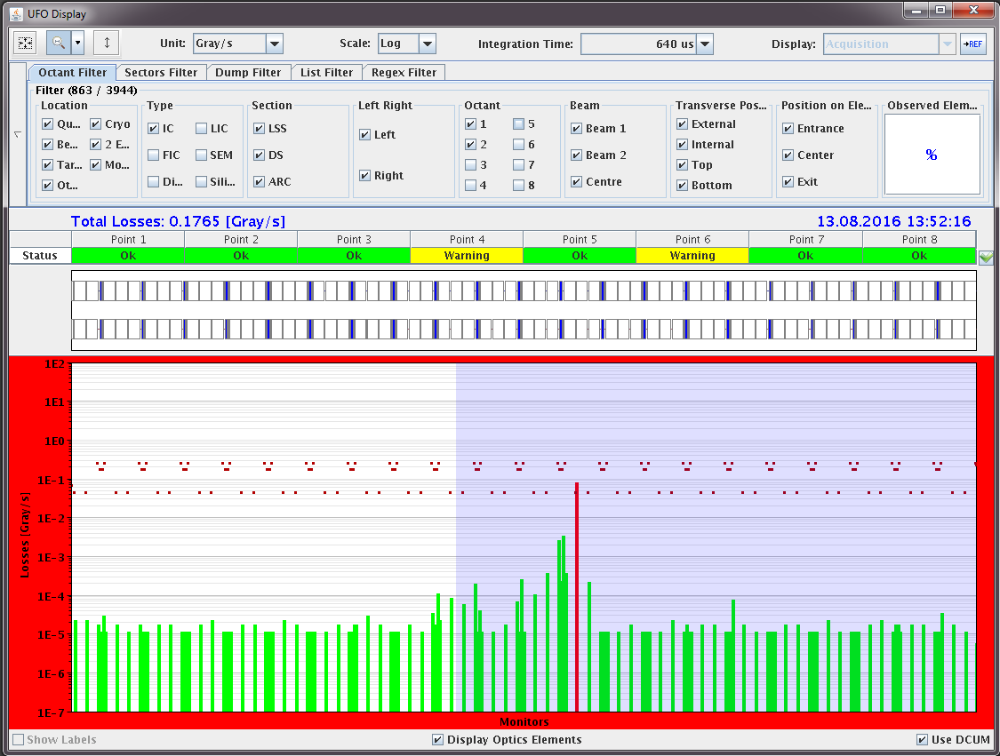 UFO Display
Unit: Gray/s Scale: Log Integration Time: 640 us Display: Acquisition →REF
Octant Filter Sectors Filter Dump Filter List Filter Regex Filter
Filter (863 / 3944)
Location Type Section Left Right Octant Beam Transverse Pos... Position on Ele... Observed Elem...
Qu... Cryo IC LIC LSS Left 1 5 Beam 1 External Entrance
Be... 2 E... FIC SEM DS Right 2 6 Beam 2 Internal Center %
Tar... Mo... Di... Sili... ARC 3 7 Centre Top Exit
Ot... 4 8 Bottom
Total Losses: 0.1765 [Gray/s] 13.08.2016 13:52:16
Point 1 Point 2 Point 3 Point 4 Point 5 Point 6 Point 7 Point 8
Status Ok Ok Ok Warning Ok Warning Ok Ok
1E2
1E1
1E0
1E-1
1E-2
1E-3
1E-4
1E-5
1E-6
1E-7
Losses [Gray/s]
Monitors
Show Labels Display Optics Elements Use DCUM